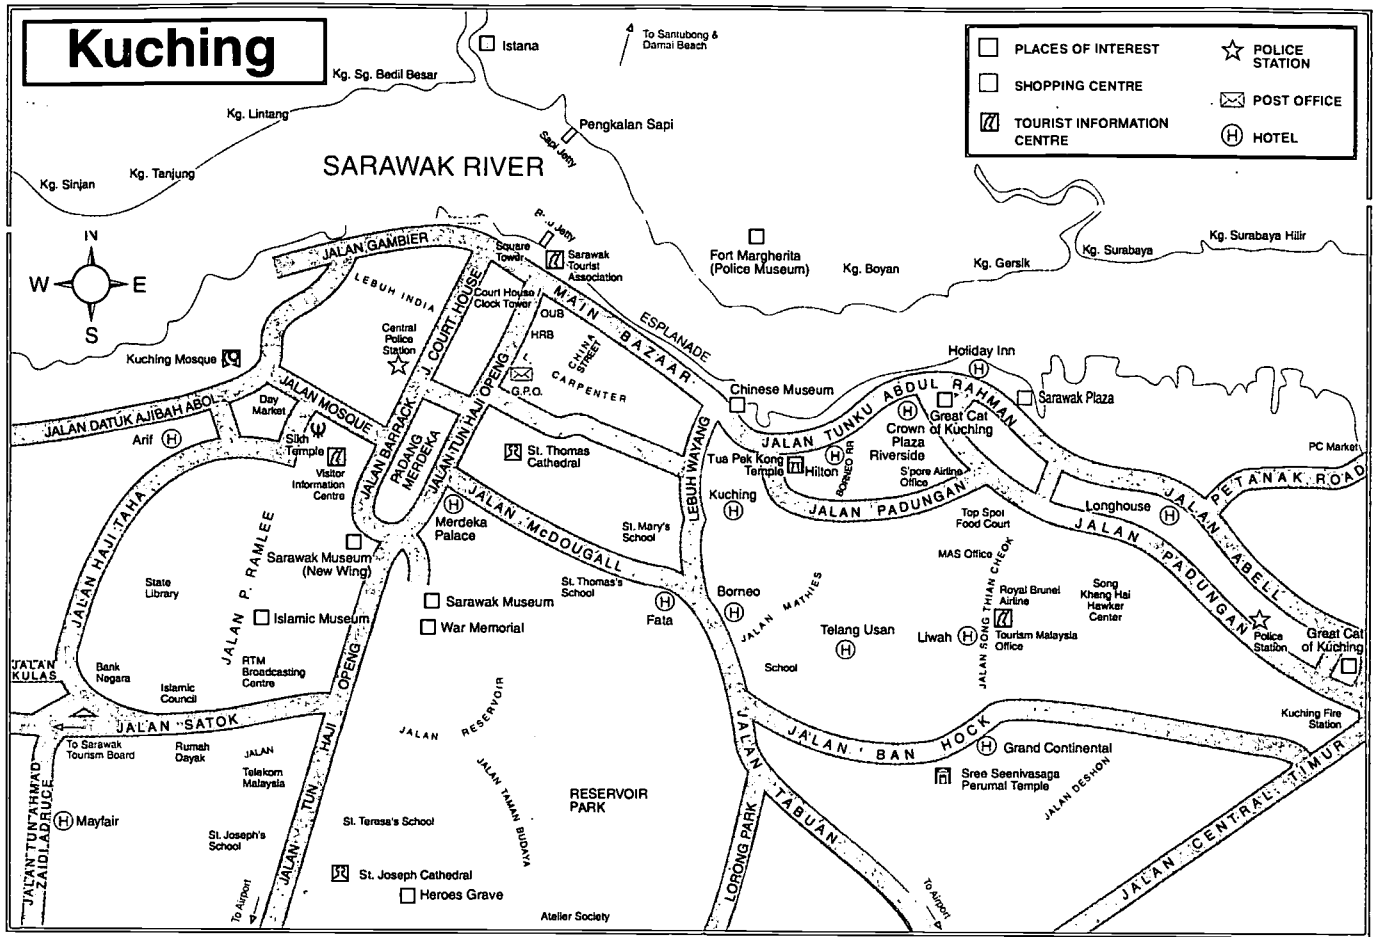 Kuching
Istana
To Santubong &
Damai Beach
PLACES OF INTEREST
SHOPPING CENTRE
TOURIST INFORMATION
CENTRE
POLICE
STATION
POST OFFICE
H
HOTEL
Kg. Sg. Bedil Besar
Kg. Lintang
Kg. Tanjung
Kg. Sinjan
Pengkalan Sapi
Sapi Jetty
SARAWAK RIVER
N
W
E
S
Jetty
JALAN GAMBIER
Square
Tower
Sarawak
Tourist
Association
Fort Margherita
(Police Museum)
Kg. Boyan
Kg. Gersik
Kg. Surabaya
Kg. Surabaya Hilir
LEBUH INDIA
J. COURT HOUSE
Court House
Clock Tower
OUB
HRB
MAIN BAZAAR
ESPLANADE
CHINA
STREET
CARPENTER
L.
G.P.O.
Central
Police
Station
Kuching Mosque
JALAN MOSQUE
JALAN DATUK AJIBAH ABOL
Day
Market
Arif
H
Sikh
Temple
Visitor
Information
Centre
JALAN BARRACK
PADANG
MERDEKA
JALAN TUN HAJI OPENG
St. Thomas
Cathedral
H
Merdeka
Palace
JALAN McDOUGALL
LEBUH WAYANG
Chinese Museum
Holiday Inn
H
Sarawak Plaza
JALAN TUNKU ABDUL RAHMAN
H
Great Cat
of Kuching
Crown
Plaza
Riverside
Tua Pek Kong
Temple
H
Hilton
BORNEO RR
S'pore Airline
Office
Kuching
H
JALAN PADUNGAN
Top Spot
Food Court
Longhouse
H
PC Market
PETANAK ROAD
JALAN ABELL
JALAN PADUNGAN
MAS Office
St. Mary's
School
St. Thomas's
School
H
Fata
Borneo
H
JALAN MATHIES
Telang Usan
H
Liwah
H
JALAN SONG THIAN CHEOK
Royal Brunei
Airline
Tourism Malaysia
Office
Song
Kheng Hai
Hawker
Center
Police
Station
Great Cat
of Kuching
Kuching Fire
Station
School
JALAN HAJI TAHA
State
Library
JALAN P. RAMLEE
Sarawak Museum
(New Wing)
Sarawak Museum
War Memorial
Islamic Museum
RTM
Broadcasting
Centre
JALAN
KULAS
Bank
Negara
Islamic
Council
JALAN SATOK
To Sarawak
Tourism Board
Rumah
Dayak
JALAN
Telekom
Malaysia
JALAN TUN HAJI OPENG
JALAN TUN AHMAD
ZAIDI ADRUCE
H
Mayfair
St. Joseph's
School
To Airport
JALAN RESERVOIR
JALAN TAMAN BUDAYA
RESERVOIR
PARK
St. Teresa's School
St. Joseph Cathedral
Heroes Grave
Atelier Society
LORONG PARK
JALAN TABUAN
To Airport
JALAN BAN HOCK
H
Grand Continental
Sree Seenivasaga
Perumal Temple
JALAN DESHON
JALAN CENTRAL TIMUR